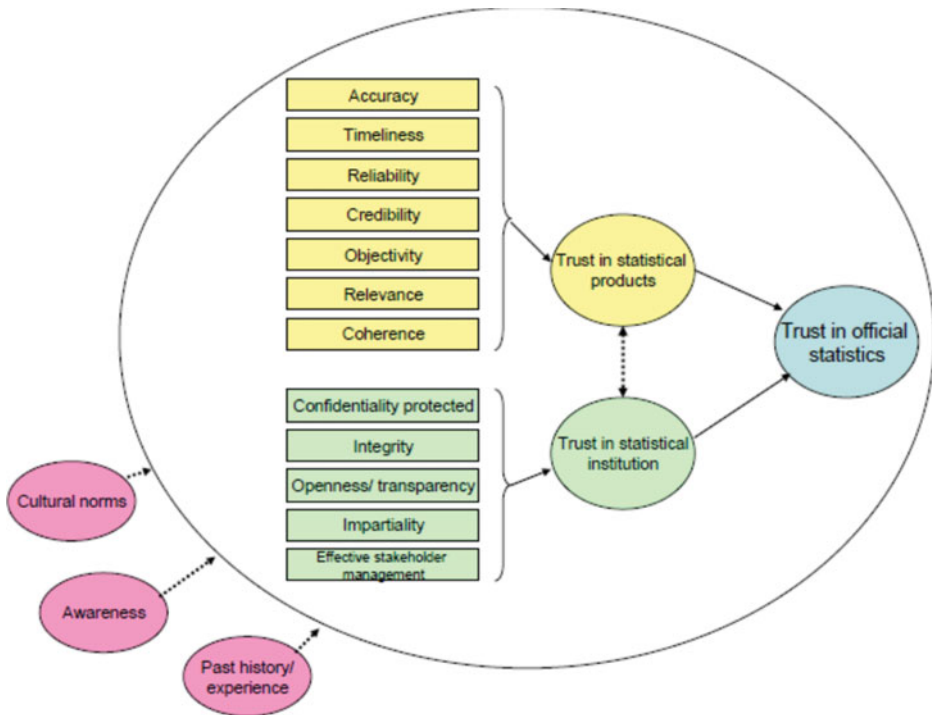 Accuracy
Timeliness
Reliability
Credibility
Objectivity
Relevance
Coherence
Trust in statistical
products
Trust in official
statistics
Confidentiality protected
Integrity
Openness/ transparency
Impartiality
Effective stakeholder
management
Trust in statistical
institution
Cultural norms
Awareness
Past history/
experience